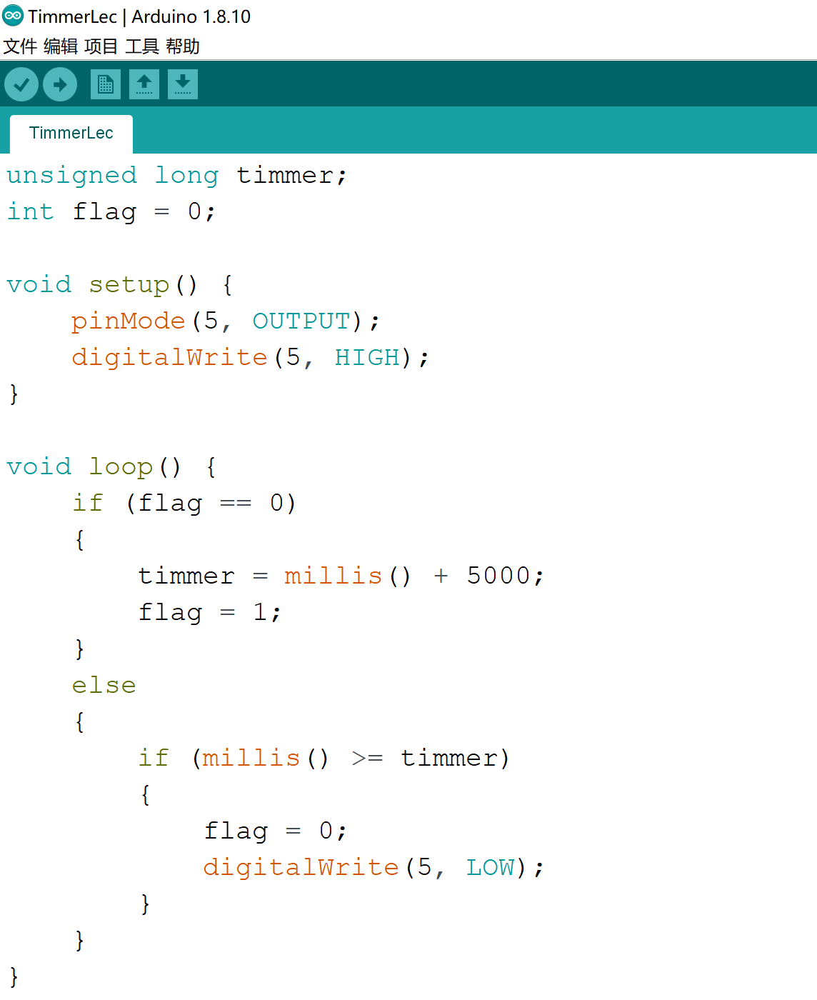 TimmerLec | Arduino 1.8.10
文件 编辑 项目 工具 帮助
TimmerLec
unsigned long timmer;
int flag = 0;
void setup() {
    pinMode(5, OUTPUT);
    digitalWrite(5, HIGH);
}
void loop() {
    if (flag == 0)
    {
        timmer = millis() + 5000;
        flag = 1;
    }
    else
    {
        if (millis() >= timmer)
        {
            flag = 0;
            digitalWrite(5, LOW);
        }
    }
}